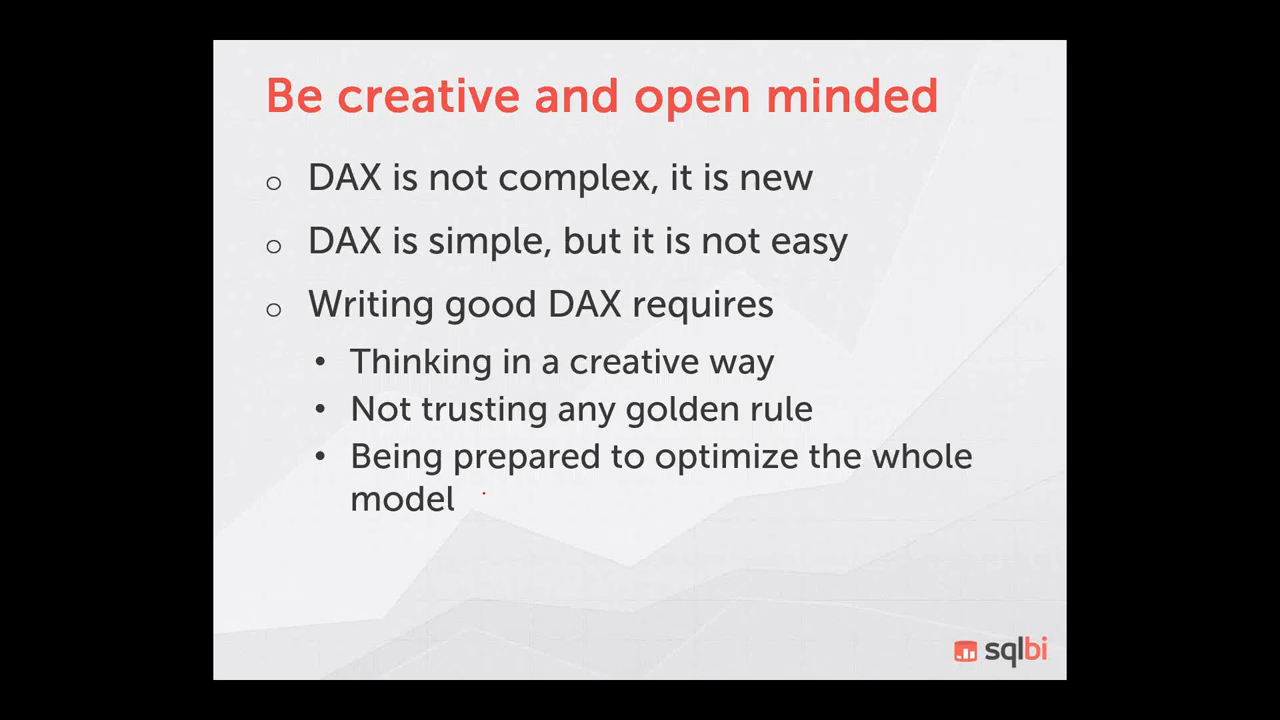 Be creative and open minded
DAX is not complex, it is new
DAX is simple, but it is not easy
Writing good DAX requires
Thinking in a creative way
Not trusting any golden rule
Being prepared to optimize the whole
model
sqlbi